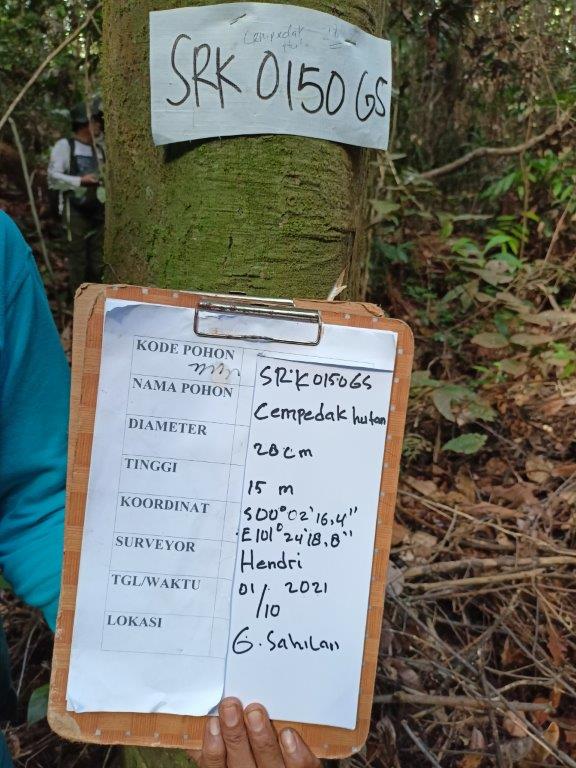 Cempedak
SRK 0150 GS
KODE POHON SRK 0150GS
NAMA POHON Cempedak hutan
DIAMETER 28 cm
TINGGI 15 m
KOORDINAT S00°02'16,4"
E101°24'18,8"
SURVEYOR Hendri
TGL/WAKTU 01/10 2021
LOKASI G. Sahilan